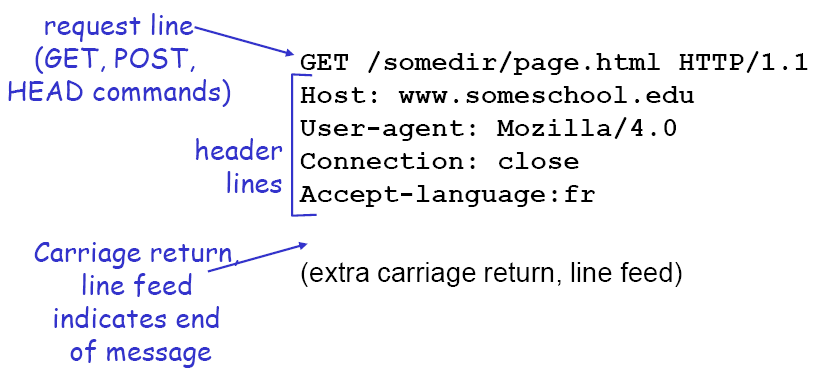 request line
(GET, POST,
HEAD commands)
GET /somedir/page.html HTTP/1.1
Host: www.someschool.edu
User-agent: Mozilla/4.0
Connection: close
Accept-language:fr
header
lines
Carriage return,
line feed
indicates end
of message
(extra carriage return, line feed)